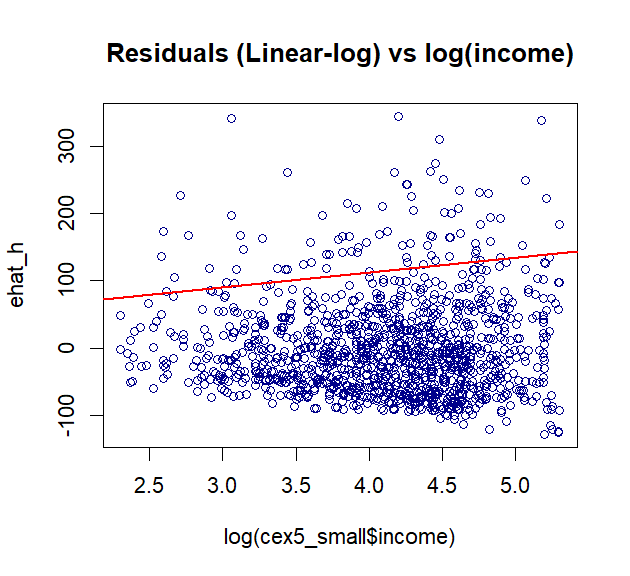 Residuals (Linear-log) vs log(income)
300
200
100
0
-100
ehat_h
2.5 3.0 3.5 4.0 4.5 5.0
log(cex5_small$income)